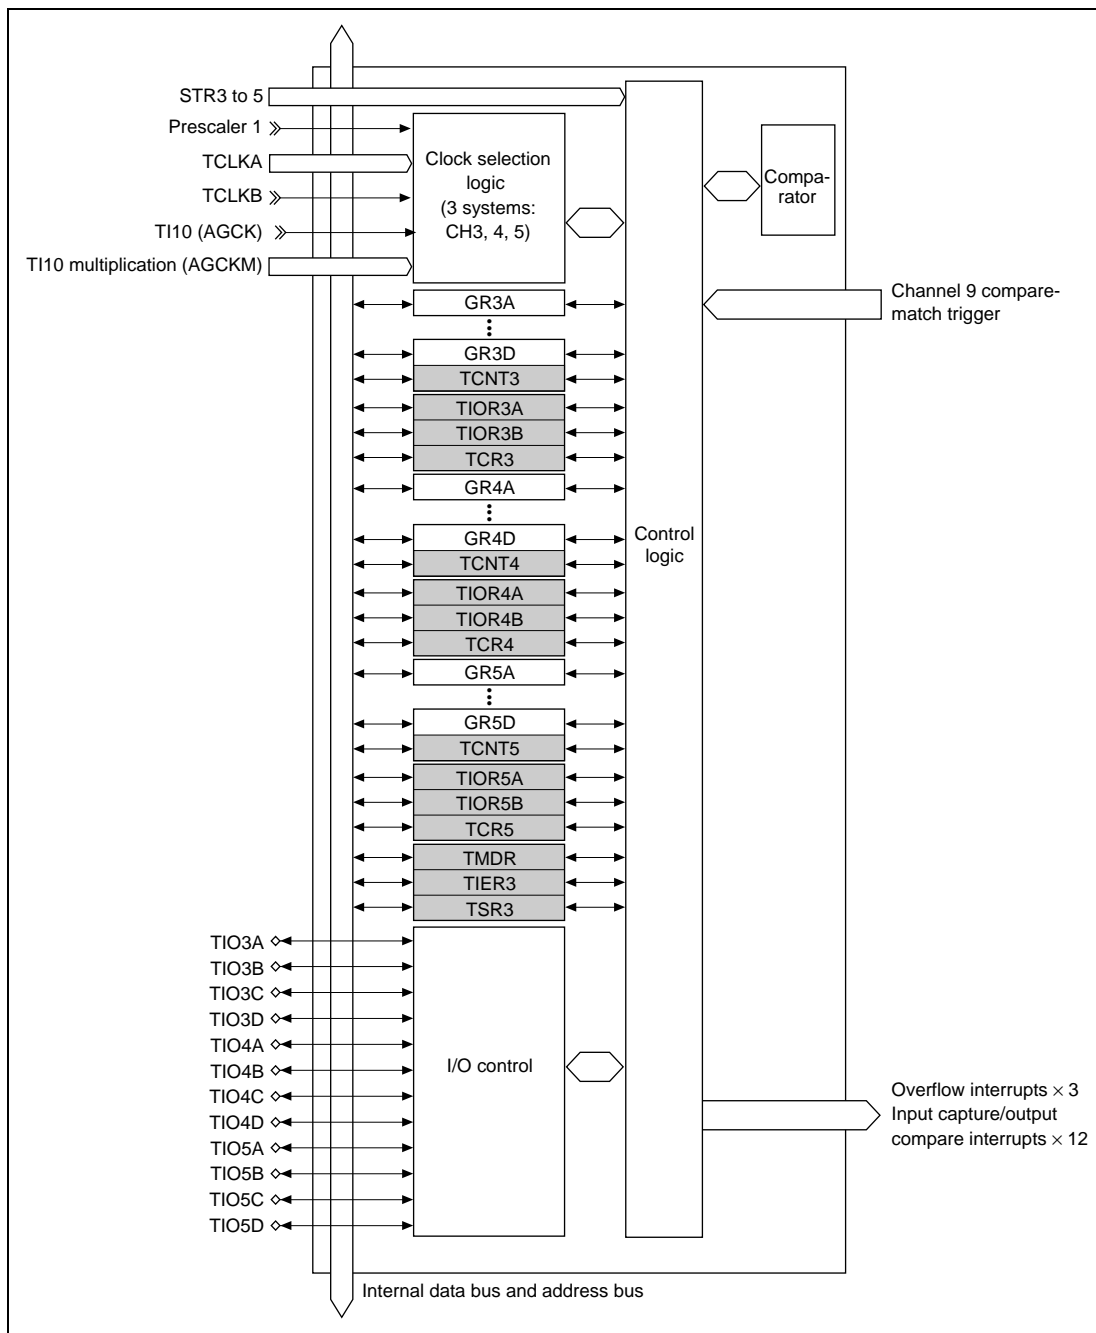 STR3 to 5
Prescaler 1
TCLKA
TCLKB
TI10 (AGCK)
TI10 multiplication (AGCKM)
Clock selection
logic
(3 systems:
CH3, 4, 5)
Compa-
rator
Channel 9 compare-
match trigger
GR3A
GR3D
TCNT3
TIOR3A
TIOR3B
TCR3
GR4A
GR4D
TCNT4
TIOR4A
TIOR4B
TCR4
GR5A
GR5D
TCNT5
TIOR5A
TIOR5B
TCR5
TMDR
TIER3
TSR3
Control
logic
TIO3A
TIO3B
TIO3C
TIO3D
TIO4A
TIO4B
TIO4C
TIO4D
TIO5A
TIO5B
TIO5C
TIO5D
I/O control
Overflow interrupts × 3
Input capture/output
compare interrupts × 12
Internal data bus and address bus